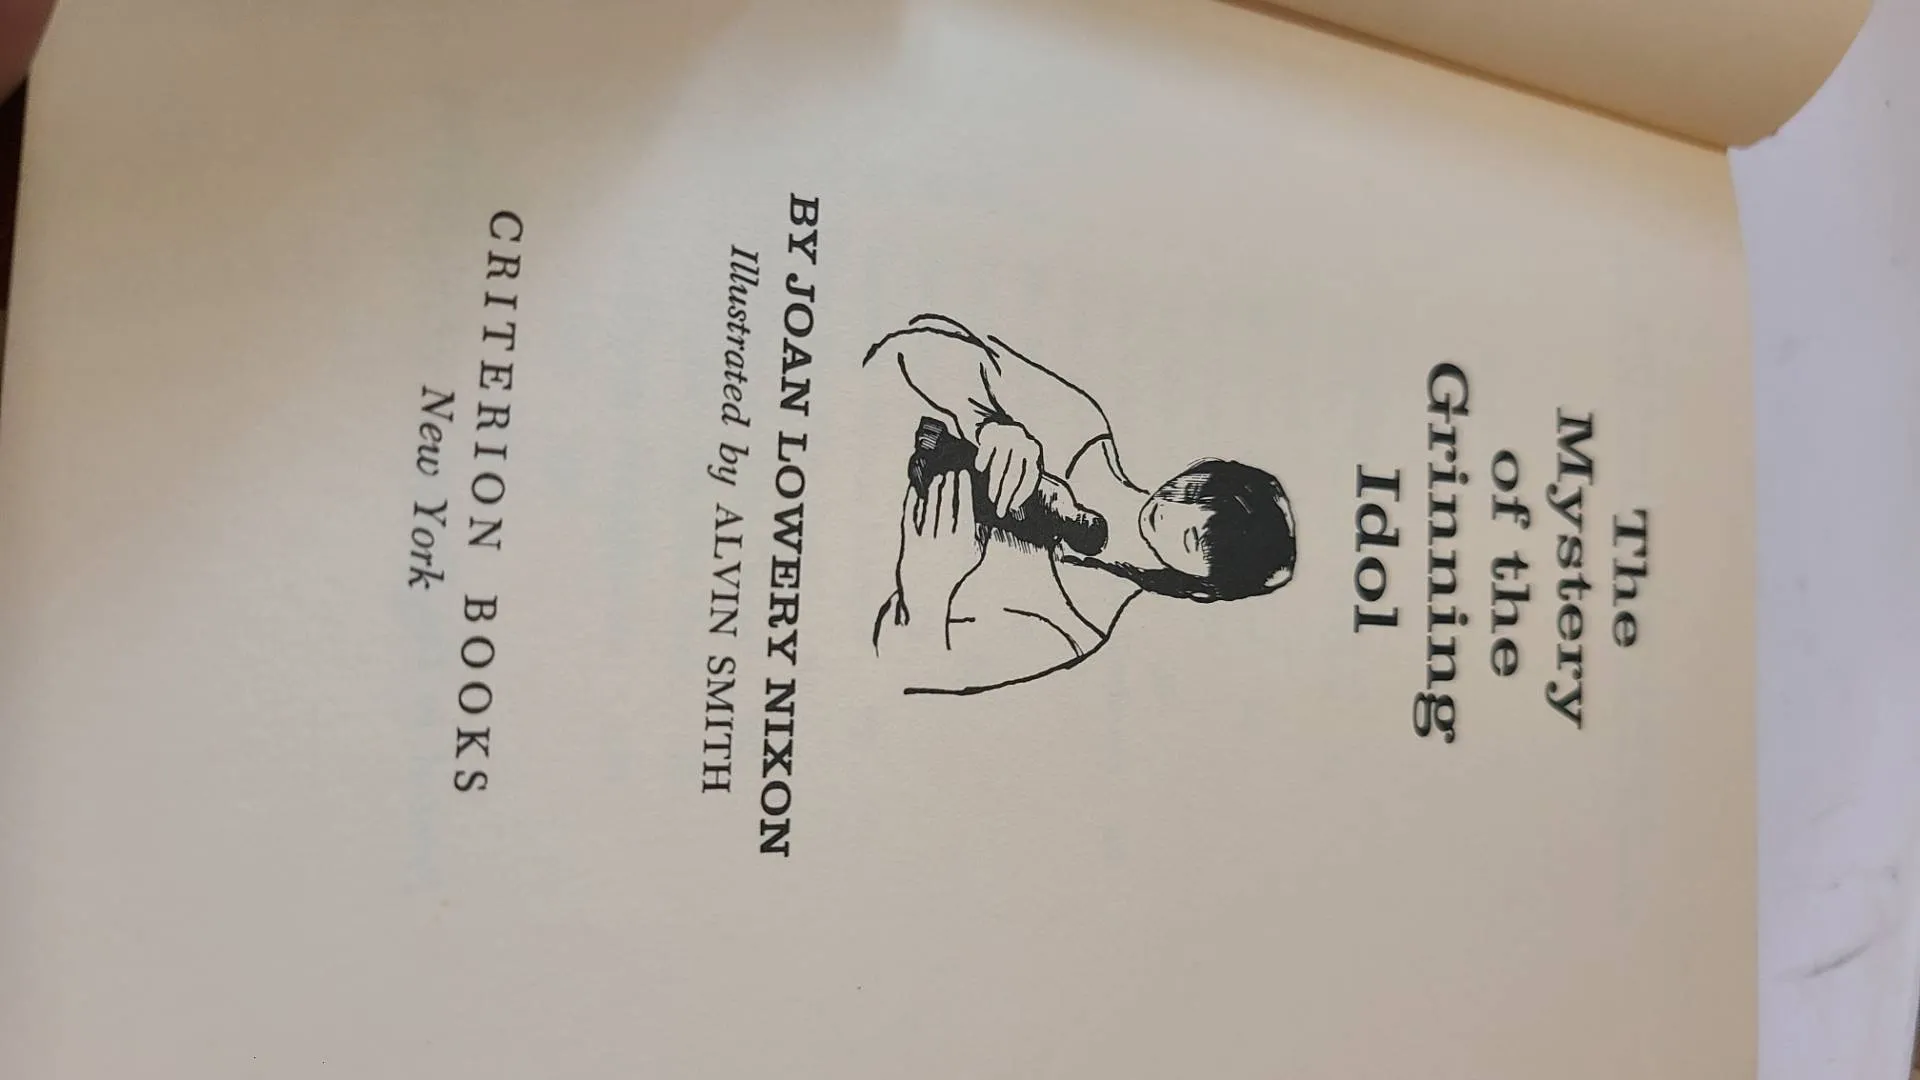 The
Mystery
of the
Grinning
Idol
BY JOAN LOWERY NIXON
Illustrated by ALVIN SMITH
CRITERION BOOKS
New York